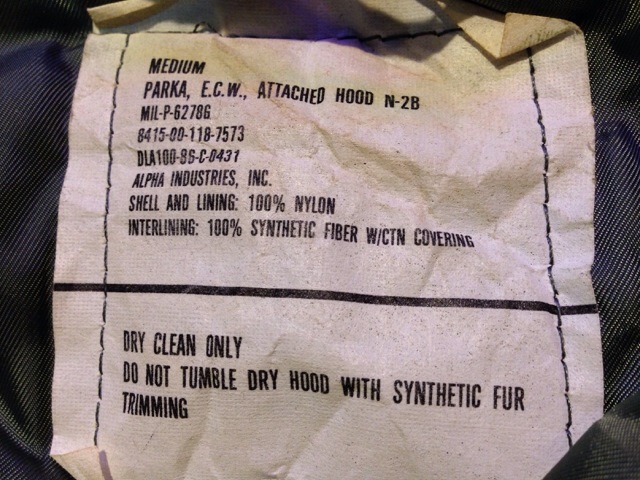 MEDIUM
PARKA, E.C.W., ATTACHED HOOD N-2B
MIL-P-6278G
8415-00-118-7573
DLA100-86-C-0431
ALPHA INDUSTRIES, INC.
SHELL AND LINING: 100% NYLON
INTERLINING: 100% SYNTHETIC FIBER W/CTN COVERING
DRY CLEAN ONLY
DO NOT TUMBLE DRY HOOD WITH SYNTHETIC FUR
TRIMMING